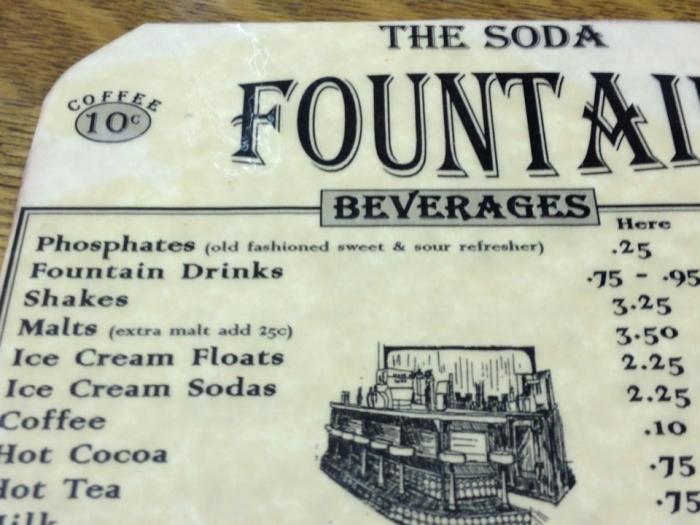 THE SODA
COFFEE
10c
BEVERAGES
Here
Phosphates (old fashioned sweet & sour refresher) .25
Fountain Drinks .75 - .95
Shakes 3.25
Malts (extra malt add 25c) 3.50
Ice Cream Floats 2.25
Ice Cream Sodas 2.25
Coffee .10
Hot Cocoa .75
Hot Tea .75